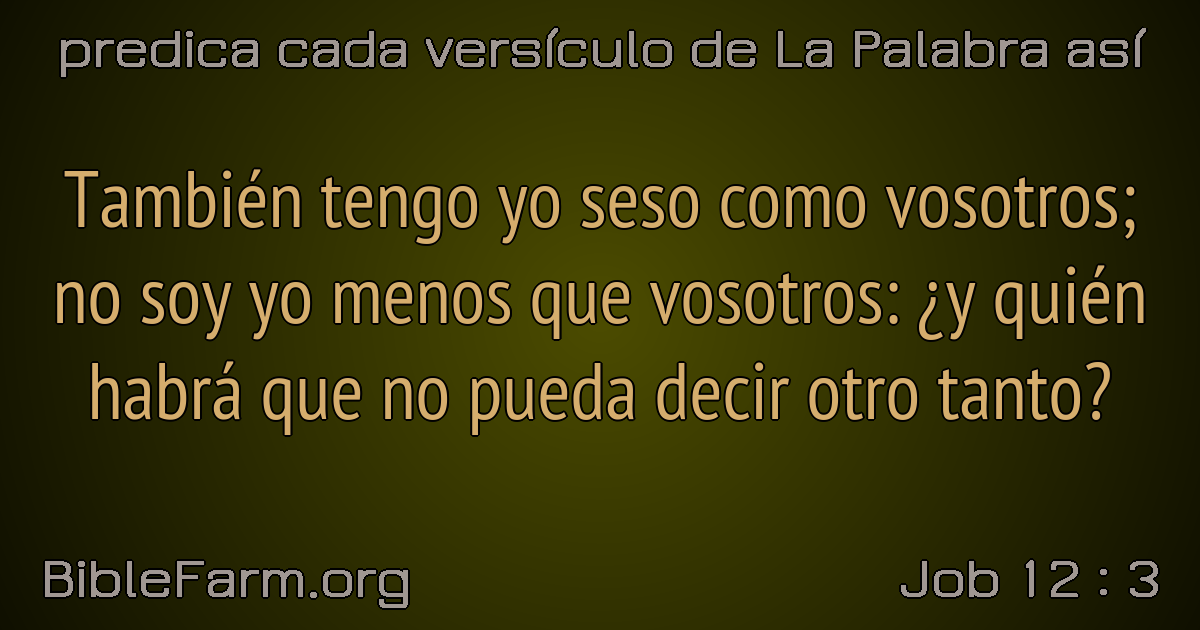 predica cada versículo de La Palabra así
También tengo yo seso como vosotros;
no soy yo menos que vosotros: ¿y quién
habrá que no pueda decir otro tanto?
BibleFarm.org
Job 12 : 3